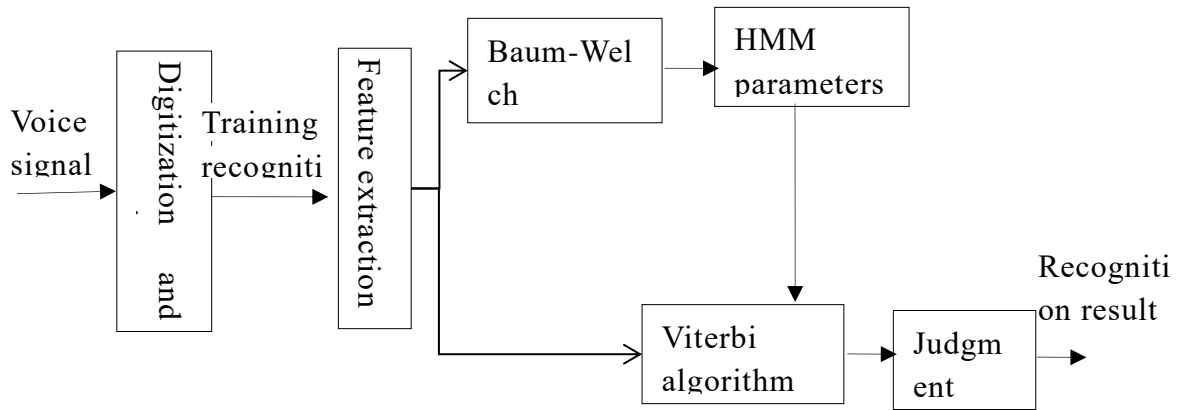 Voice
signal
Digitization and
Training
recogniti
Feature extraction
Baum-Wel
ch
HMM
parameters
Viterbi
algorithm
Judgm
ent
Recogniti
on result